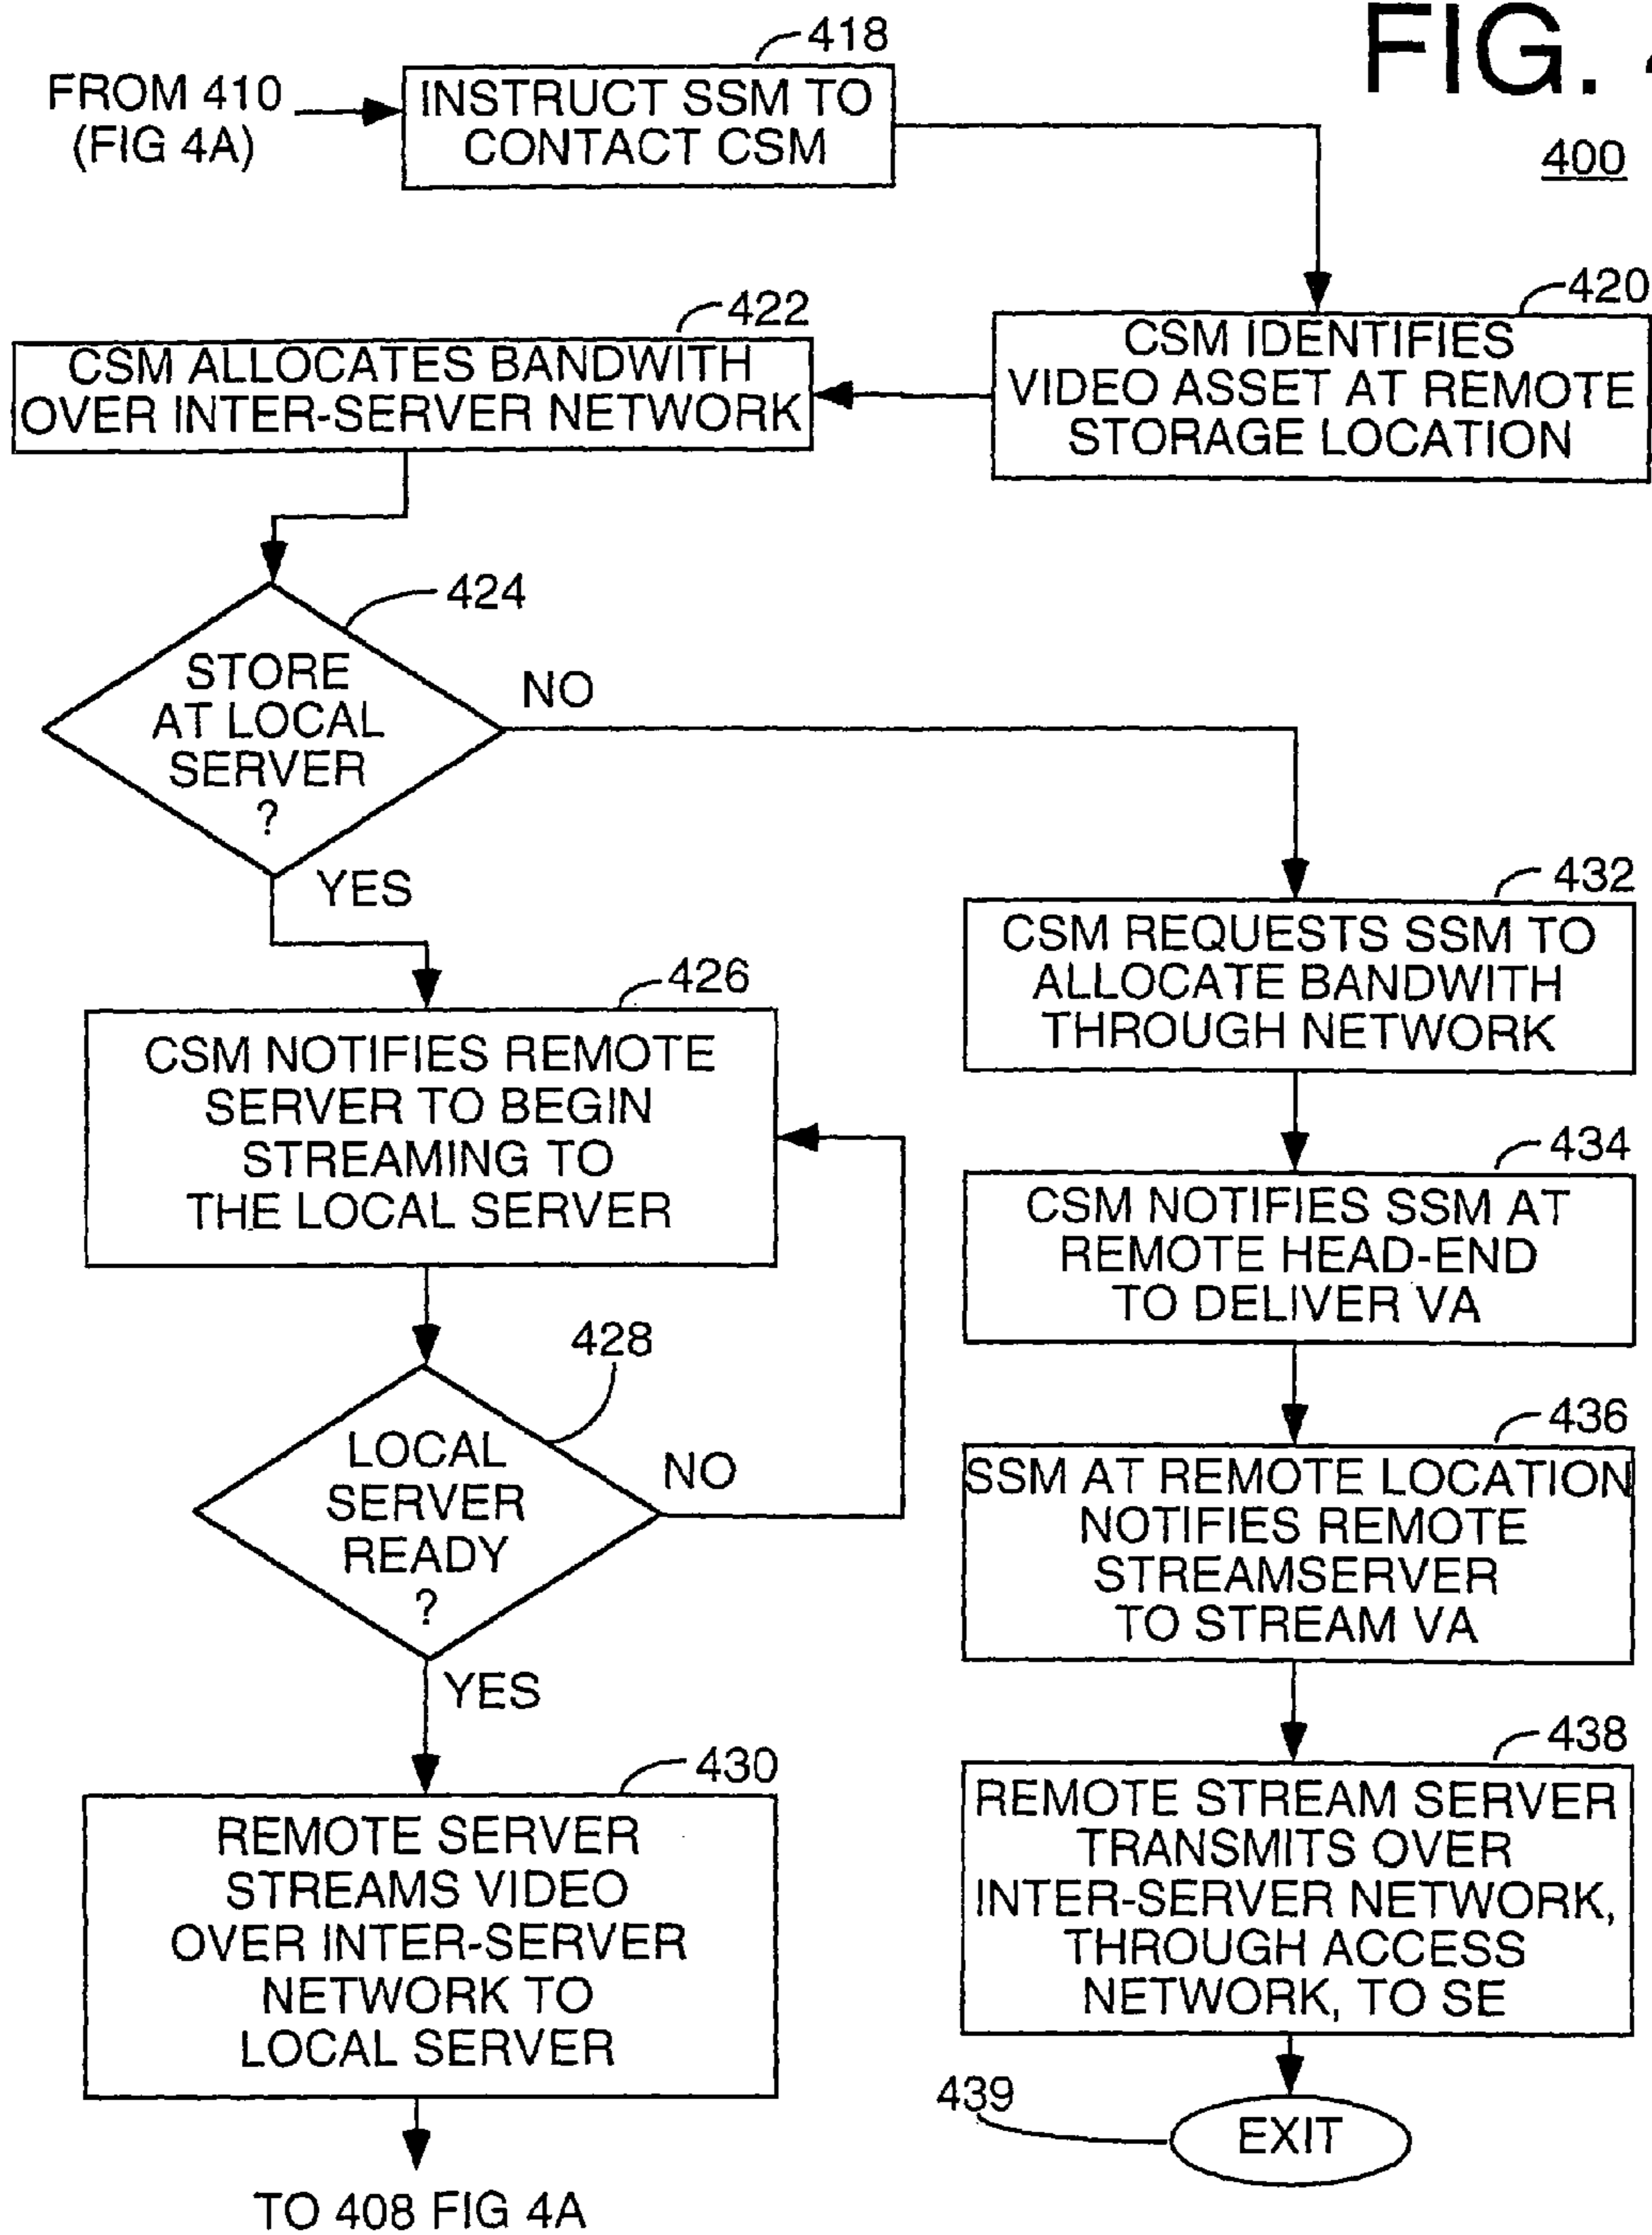 FIG. 4
400
418
FROM 410
(FIG 4A)
INSTRUCT SSM TO
CONTACT CSM
420
CSM IDENTIFIES
VIDEO ASSET AT REMOTE
STORAGE LOCATION
422
CSM ALLOCATES BANDWITH
OVER INTER-SERVER NETWORK
424
STORE
AT LOCAL
SERVER
?
NO
YES
426
CSM NOTIFIES REMOTE
SERVER TO BEGIN
STREAMING TO
THE LOCAL SERVER
428
LOCAL
SERVER
READY
?
NO
YES
430
REMOTE SERVER
STREAMS VIDEO
OVER INTER-SERVER
NETWORK TO
LOCAL SERVER
TO 408 FIG 4A
432
CSM REQUESTS SSM TO
ALLOCATE BANDWITH
THROUGH NETWORK
434
CSM NOTIFIES SSM AT
REMOTE HEAD-END
TO DELIVER VA
436
SSM AT REMOTE LOCATION
NOTIFIES REMOTE
STREAMSERVER
TO STREAM VA
438
REMOTE STREAM SERVER
TRANSMITS OVER
INTER-SERVER NETWORK,
THROUGH ACCESS
NETWORK, TO SE
439
EXIT